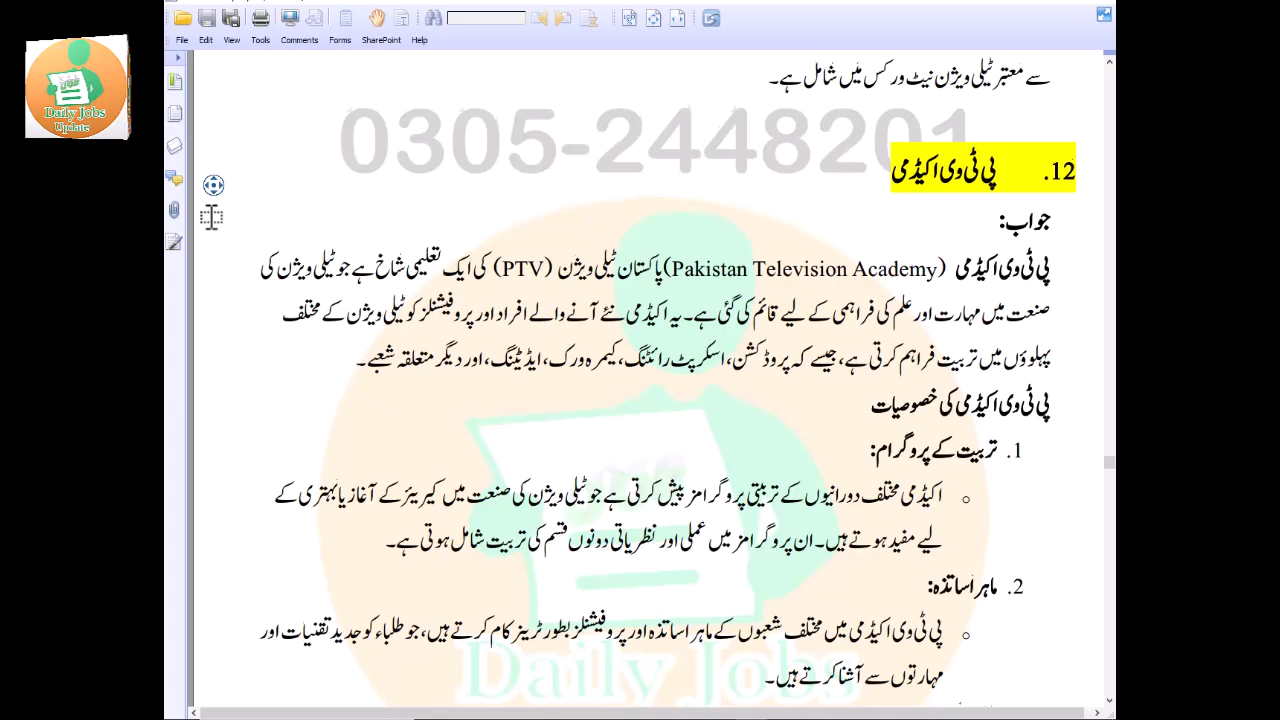 File Edit View Tools Comments Forms SharePoint Help
Daily Jobs
Update
سے معتبر ٹیلی ویژن نیٹ ورکس میں شامل ہے۔
0305-2448201
12. پی ٹی وی اکیڈمی
جواب:
پی ٹی وی اکیڈمی (Pakistan Television Academy) پاکستان ٹیلی ویژن (PTV) کی ایک تعلیمی شاخ ہے جو ٹیلی ویژن کی
صنعت میں مہارت اور علم کی فراہمی کے لیے قائم کی گئی ہے۔ یہ اکیڈمی نئے آنے والے افراد اور پروفیشنلز کو ٹیلی ویژن کے مختلف
پہلوؤں میں تربیت فراہم کرتی ہے، جیسے کہ پروڈکشن، اسکرپٹ رائٹنگ، کیمرہ ورک، ایڈیٹنگ، اور دیگر متعلقہ شعبے۔
پی ٹی وی اکیڈمی کی خصوصیات
1. تربیت کے پروگرام:
○ اکیڈمی مختلف دورانیوں کے تربیتی پروگرامز پیش کرتی ہے جو ٹیلی ویژن کی صنعت میں کیریئر کے آغاز یا بہتری کے
لیے مفید ہوتے ہیں۔ ان پروگرامز میں عملی اور نظریاتی دونوں قسم کی تربیت شامل ہوتی ہے۔
2. ماہر اساتذہ:
○ پی ٹی وی اکیڈمی میں مختلف شعبوں کے ماہر اساتذہ اور پروفیشنلز بطور ٹرینر کام کرتے ہیں، جو طلباء کو جدید تقنیات اور
مہارتوں سے آشنا کرتے ہیں۔
Daily Jobs